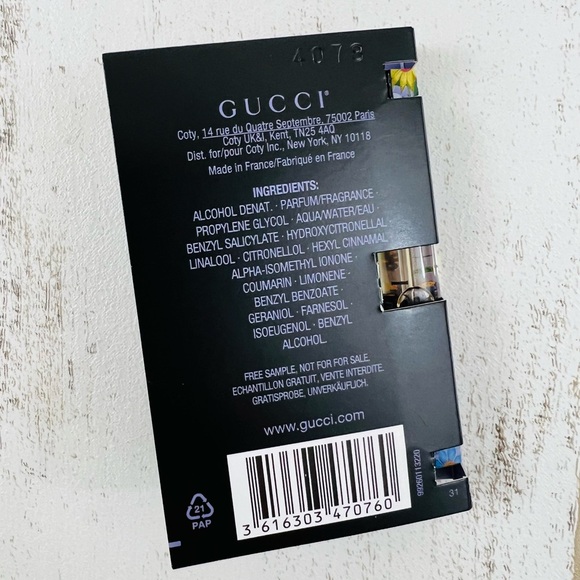 4073
GUCCI®
Coty, 14 rue du Quatre Septembre, 75002 Paris
Coty UK&I, Kent, TN25 4AQ
Dist. for/pour Coty Inc., New York, NY 10118
Made in France/Fabriqué en France
INGREDIENTS:
ALCOHOL DENAT. · PARFUM/FRAGRANCE ·
PROPYLENE GLYCOL · AQUA/WATER/EAU ·
BENZYL SALICYLATE · HYDROXYCITRONELLAL
LINALOOL · CITRONELLOL · HEXYL CINNAMAL
ALPHA-ISOMETHYL IONONE ·
COUMARIN · LIMONENE ·
BENZYL BENZOATE ·
GERANIOL · FARNESOL ·
ISOEUGENOL · BENZYL
ALCOHOL.
FREE SAMPLE, NOT FOR FOR SALE.
ECHANTILLON GRATUIT, VENTE INTERDITE.
GRATISPROBE, UNVERKÄUFLICH.
www.gucci.com
3 616303 470760
21
PAP
99260113220
31